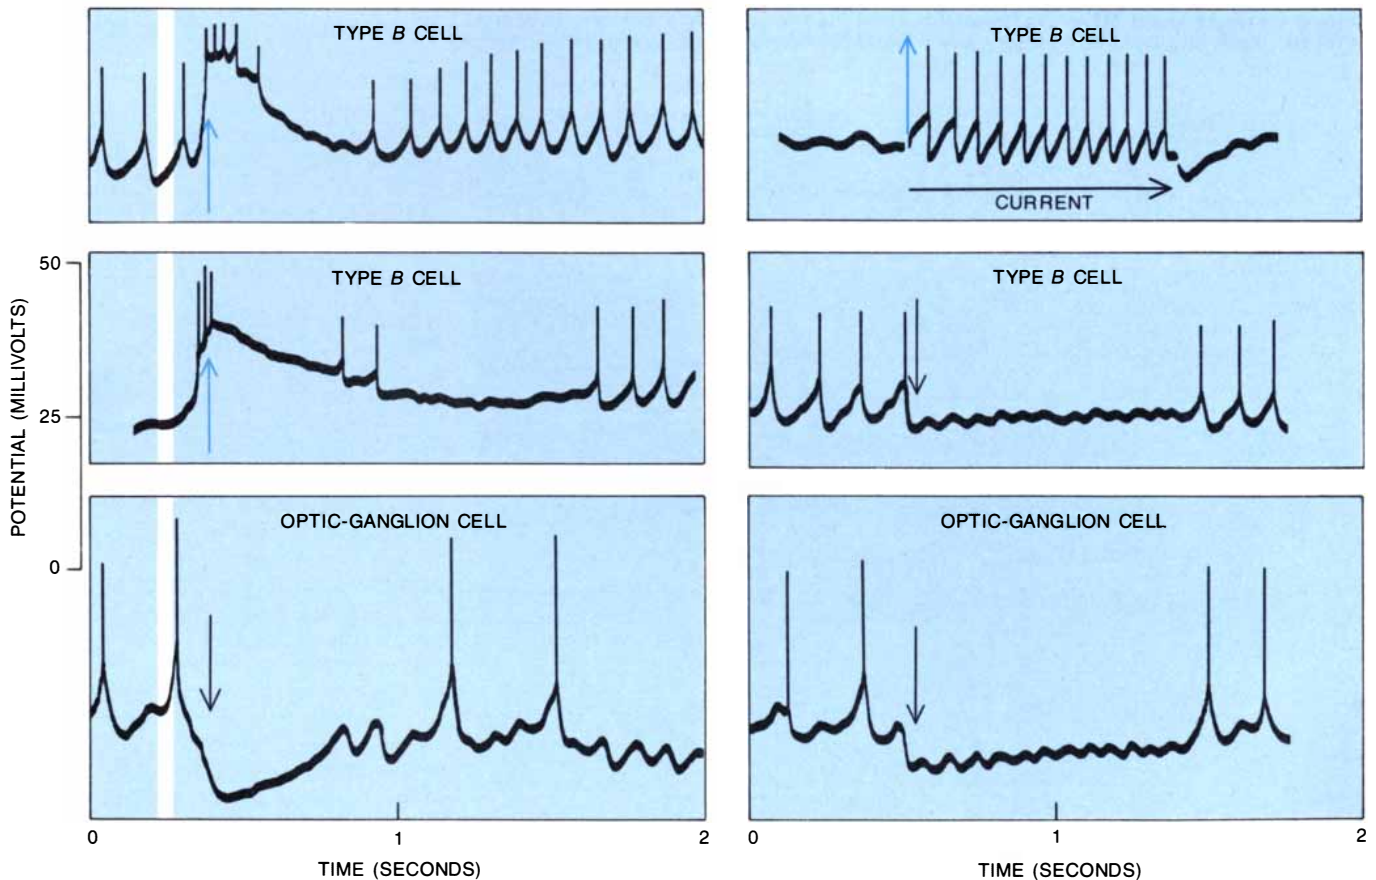 TYPE B CELL
TYPE B CELL
CURRENT
50
TYPE B CELL
TYPE B CELL
25
POTENTIAL (MILLIVOLTS)
OPTIC-GANGLION CELL
OPTIC-GANGLION CELL
0
0 1 2
0 1 2
TIME (SECONDS)
TIME (SECONDS)